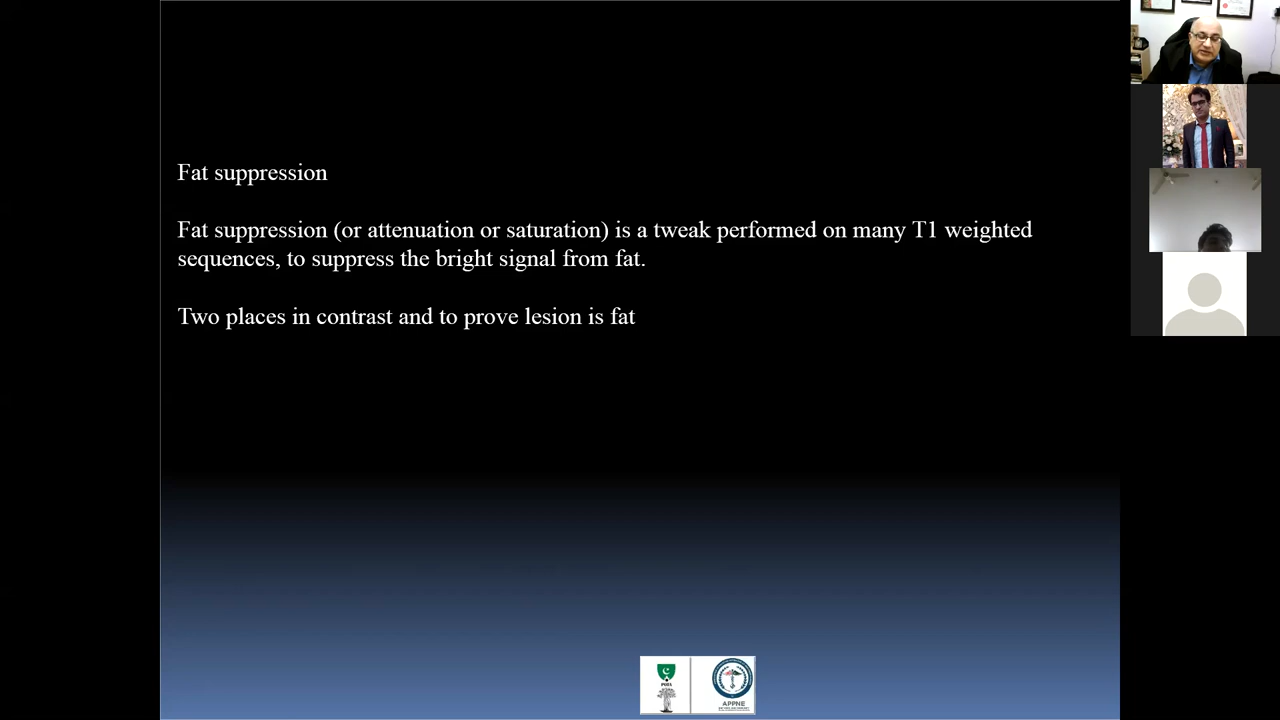 Fat suppression
Fat suppression (or attenuation or saturation) is a tweak performed on many T1 weighted
sequences, to suppress the bright signal from fat.
Two places in contrast and to prove lesion is fat
APPNE